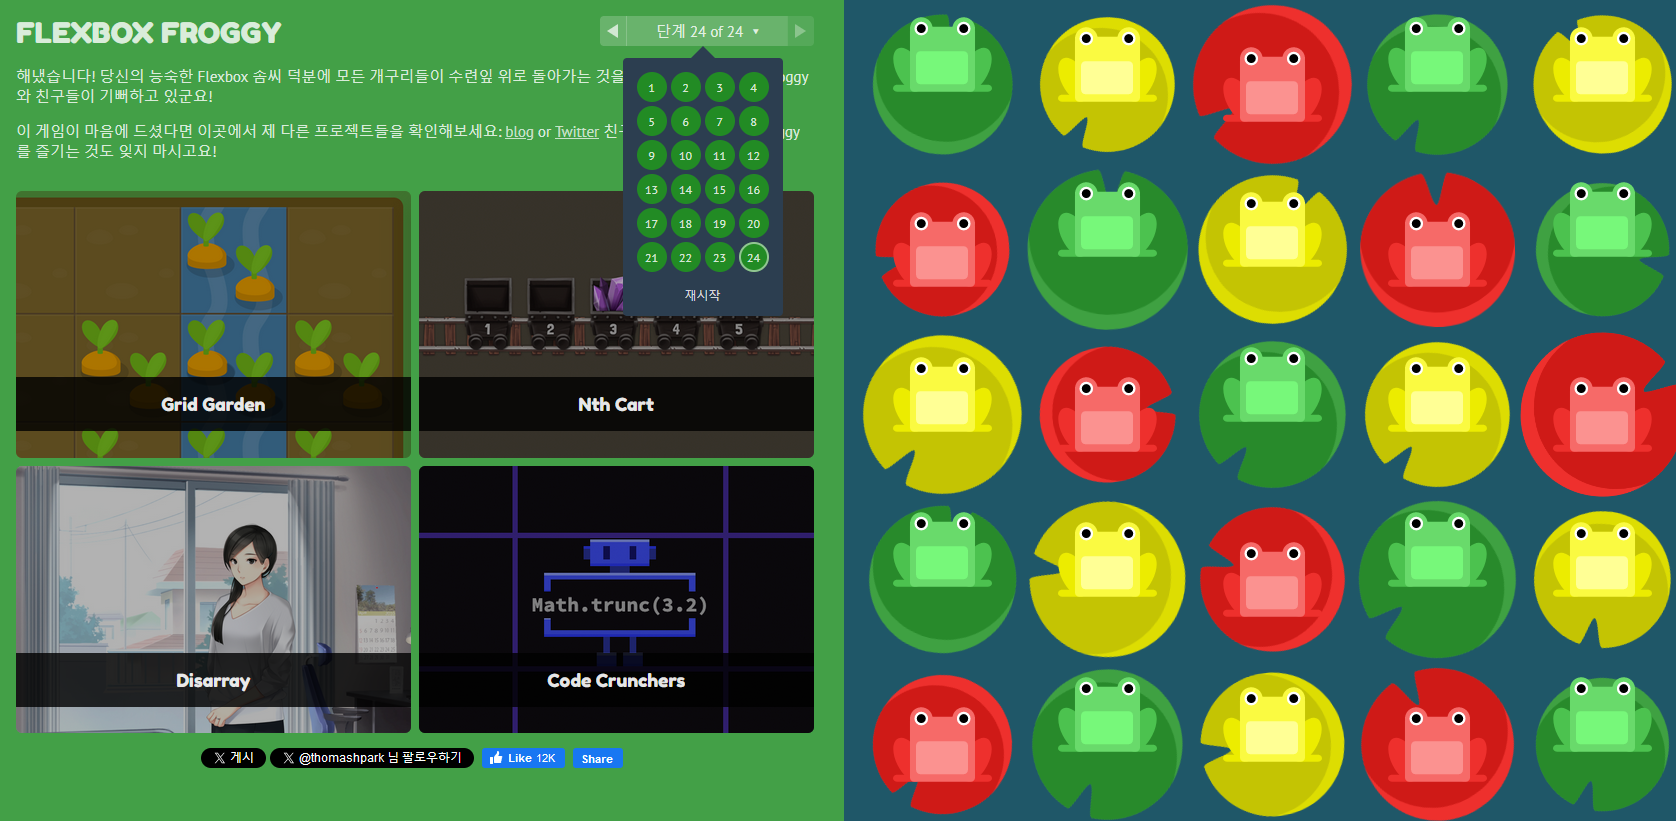 FLEXBOX FROGGY
단계 24 of 24
해냈습니다! 당신의 능숙한 Flexbox 솜씨 덕분에 모든 개구리들이 수련잎 위로 돌아가는 것을 oggy
와 친구들이 기뻐하고 있군요!
이 게임이 마음에 드셨다면 이곳에서 제 다른 프로젝트들을 확인해보세요: blog or Twitter 친구 ggy
를 즐기는 것도 잊지 마시고요!
1 2 3 4
5 6 7 8
9 10 11 12
13 14 15 16
17 18 19 20
21 22 23 24
재시작
1 2 3 4 5
Grid Garden
Nth Cart
Math.trunc(3.2)
Disarray
Code Crunchers
게시
@thomashpark 님 팔로우하기
Like 12K
Share